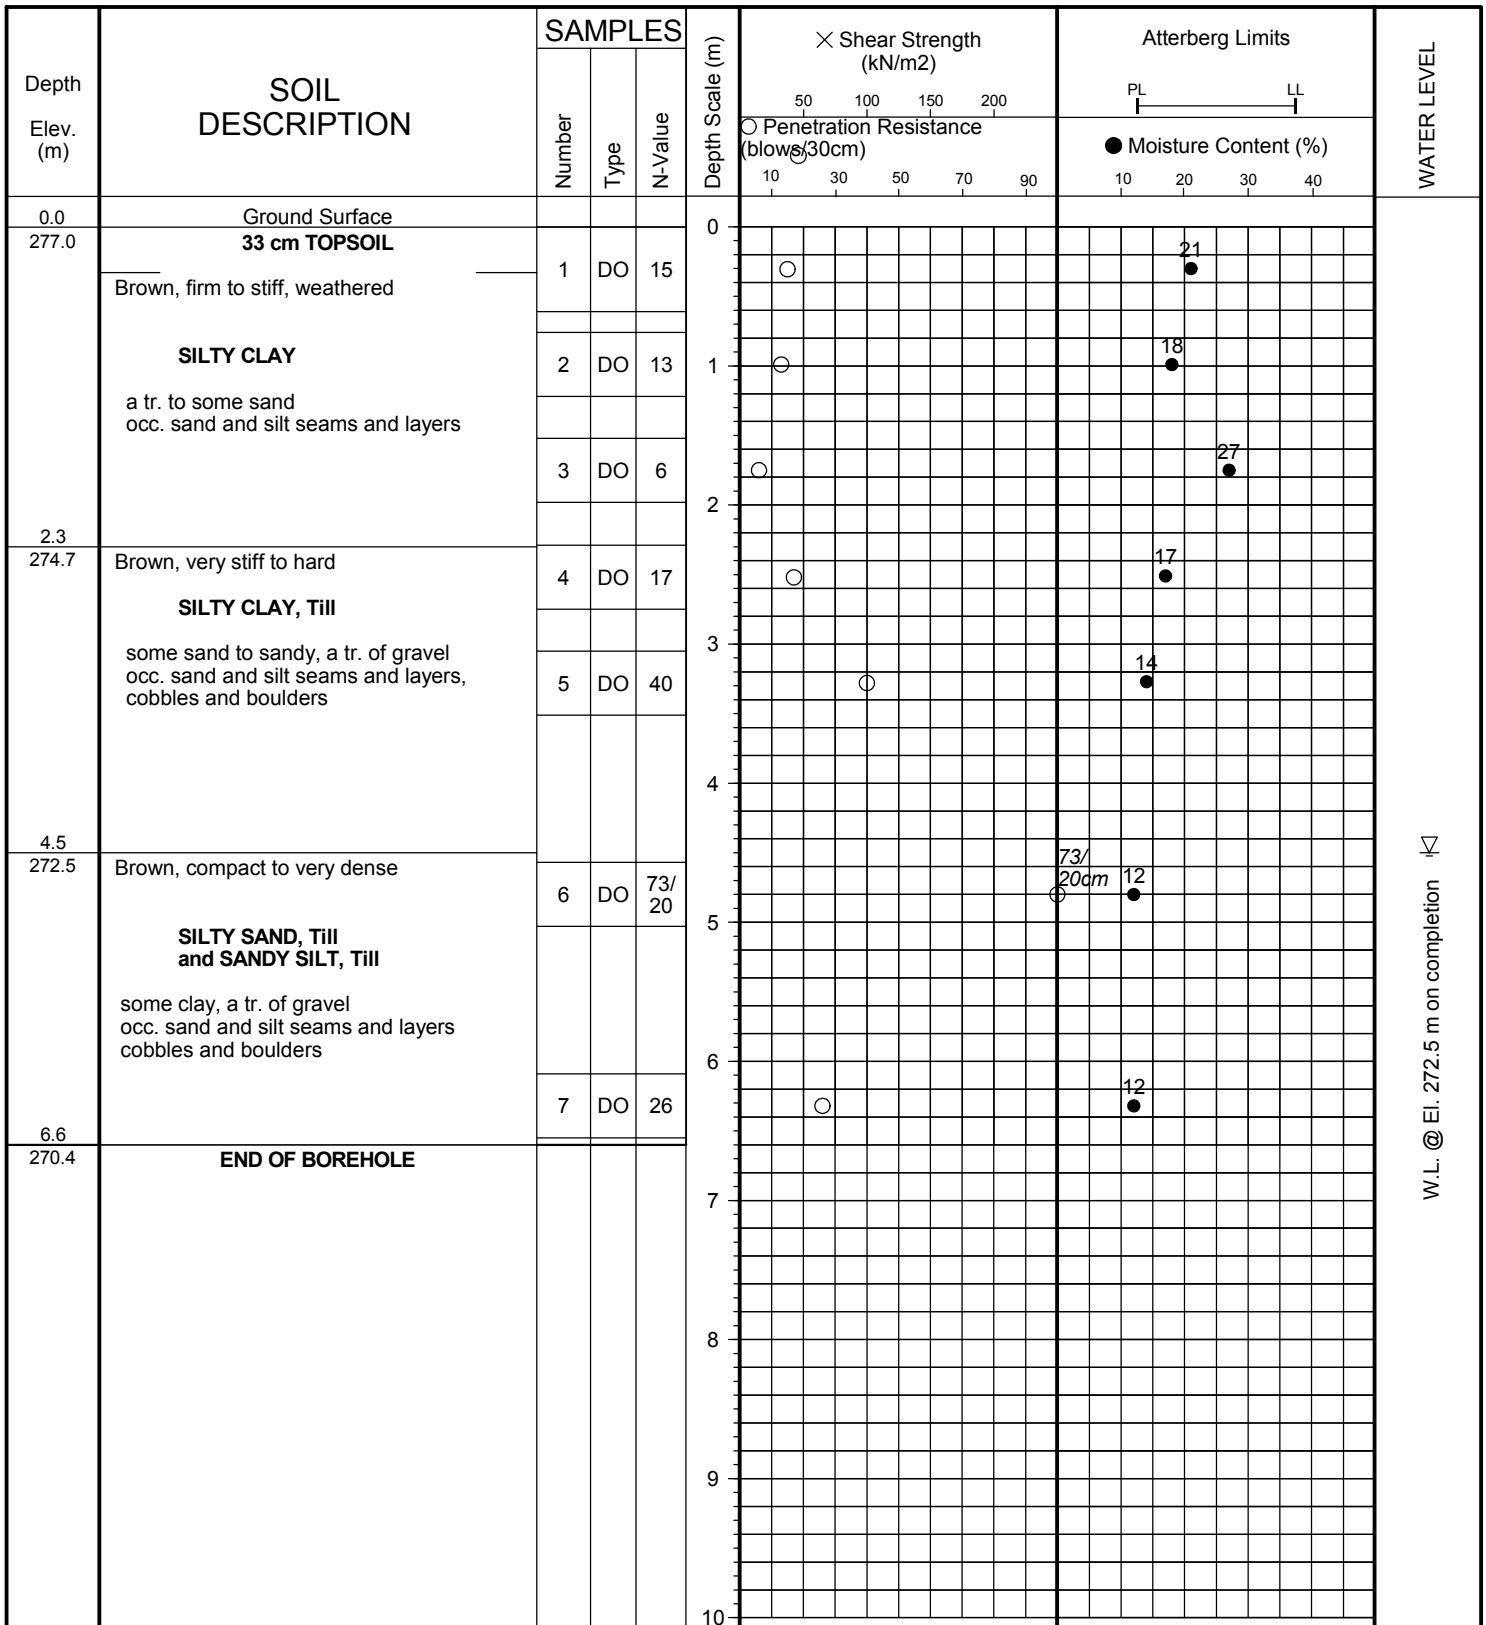 Depth
Elev.
(m)
SOIL
DESCRIPTION
SAMPLES
Number
Type
N-Value
Depth Scale (m)
× Shear Strength
(kN/m2)
50 100 150 200
Penetration Resistance
(blows/30cm)
10 30 50 70 90
Atterberg Limits
PL LL
● Moisture Content (%)
10 20 30 40
WATER LEVEL
0.0 Ground Surface
277.0 33 cm TOPSOIL
Brown, firm to stiff, weathered
SILTY CLAY
a tr. to some sand
occ. sand and silt seams and layers
2.3
274.7 Brown, very stiff to hard
SILTY CLAY, Till
some sand to sandy, a tr. of gravel
occ. sand and silt seams and layers,
cobbles and boulders
4.5
272.5 Brown, compact to very dense
SILTY SAND, Till
and SANDY SILT, Till
some clay, a tr. of gravel
occ. sand and silt seams and layers
cobbles and boulders
6.6
270.4 END OF BOREHOLE
1 DO 15
2 DO 13
3 DO 6
4 DO 17
5 DO 40
6 DO 73/
20
7 DO 26
0
1
2
3
4
5
6
7
8
9
10
21
18
27
17
14
73/
20cm 12
12
W.L. @ El. 272.5 m on completion